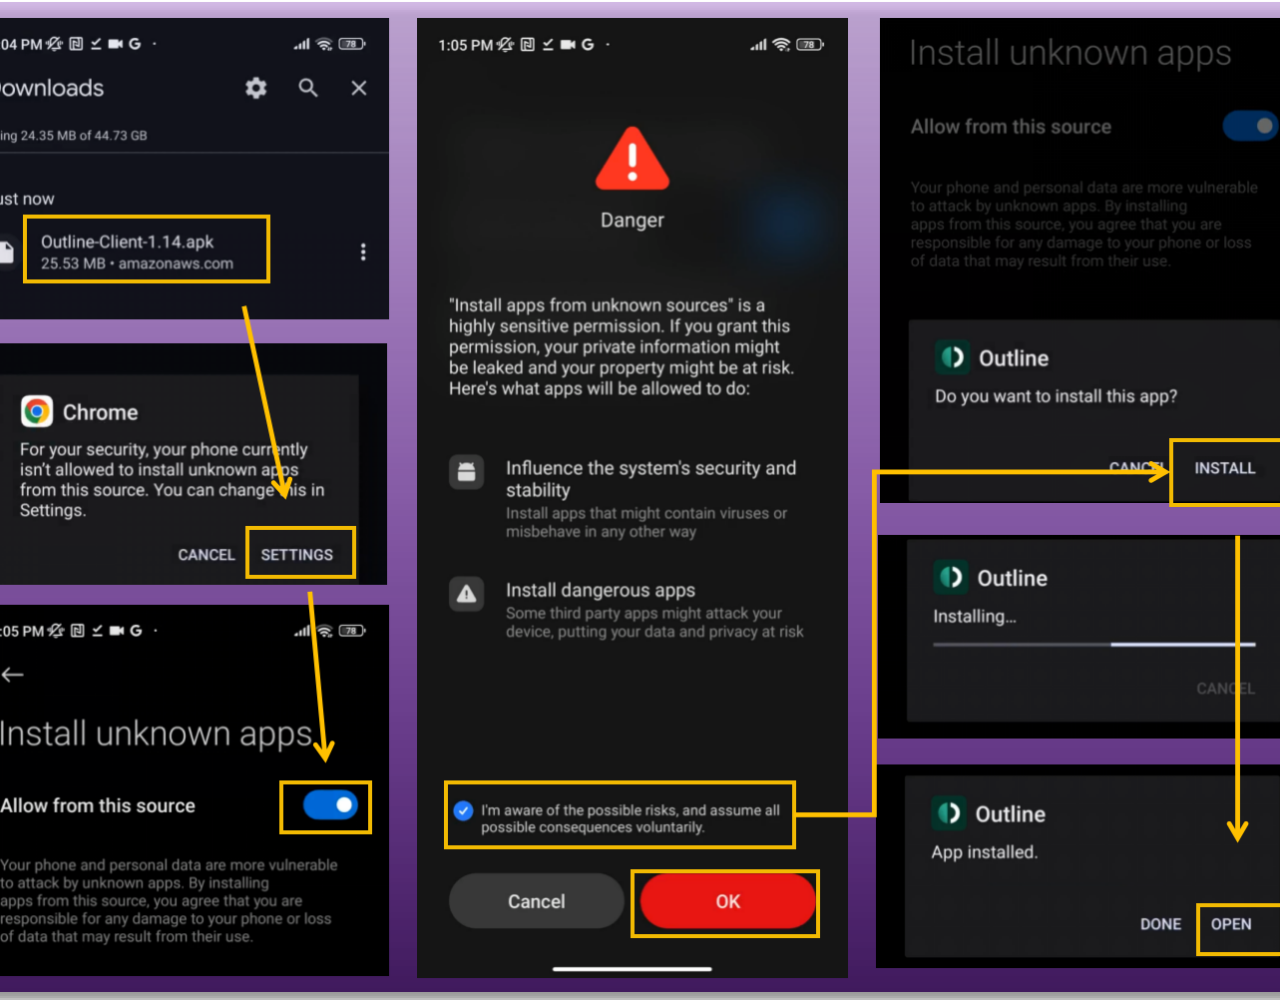 04 PM
78
ownloads
ing 24.35 MB of 44.73 GB
ust now
Outline-Client-1.14.apk
25.53 MB • amazonaws.com
Chrome
For your security, your phone currently
isn't allowed to install unknown apps
from this source. You can change this in
Settings.
CANCEL SETTINGS
:05 PM
78
Install unknown apps
Allow from this source
Your phone and personal data are more vulnerable
to attack by unknown apps. By installing
apps from this source, you agree that you are
responsible for any damage to your phone or loss
of data that may result from their use.
1:05 PM
78
Danger
"Install apps from unknown sources" is a
highly sensitive permission. If you grant this
permission, your private information might
be leaked and your property might be at risk.
Here's what apps will be allowed to do:
Influence the system's security and
stability
Install apps that might contain viruses or
misbehave in any other way
Install dangerous apps
Some third party apps might attack your
device, putting your data and privacy at risk
I'm aware of the possible risks, and assume all
possible consequences voluntarily.
Cancel OK
Install unknown apps
Allow from this source
Your phone and personal data are more vulnerable
to attack by unknown apps. By installing
apps from this source, you agree that you are
responsible for any damage to your phone or loss
of data that may result from their use.
Outline
Do you want to install this app?
CANCEL INSTALL
Outline
Installing...
CANCEL
Outline
App installed.
DONE OPEN